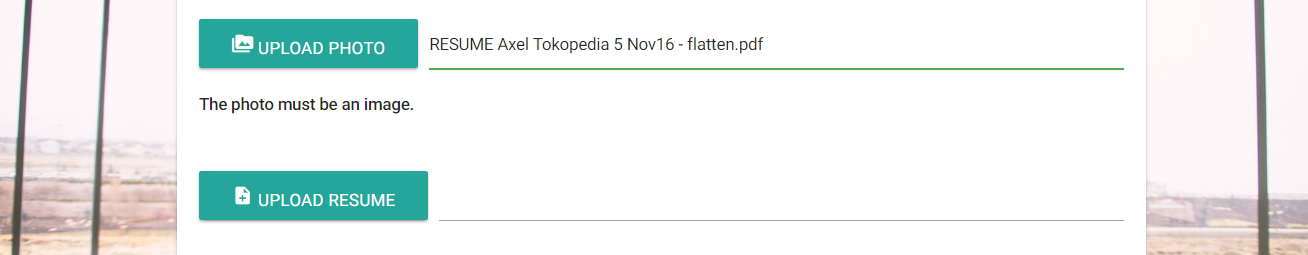 UPLOAD PHOTO RESUME Axel Tokopedia 5 Nov16 - flatten.pdf
The photo must be an image.
UPLOAD RESUME